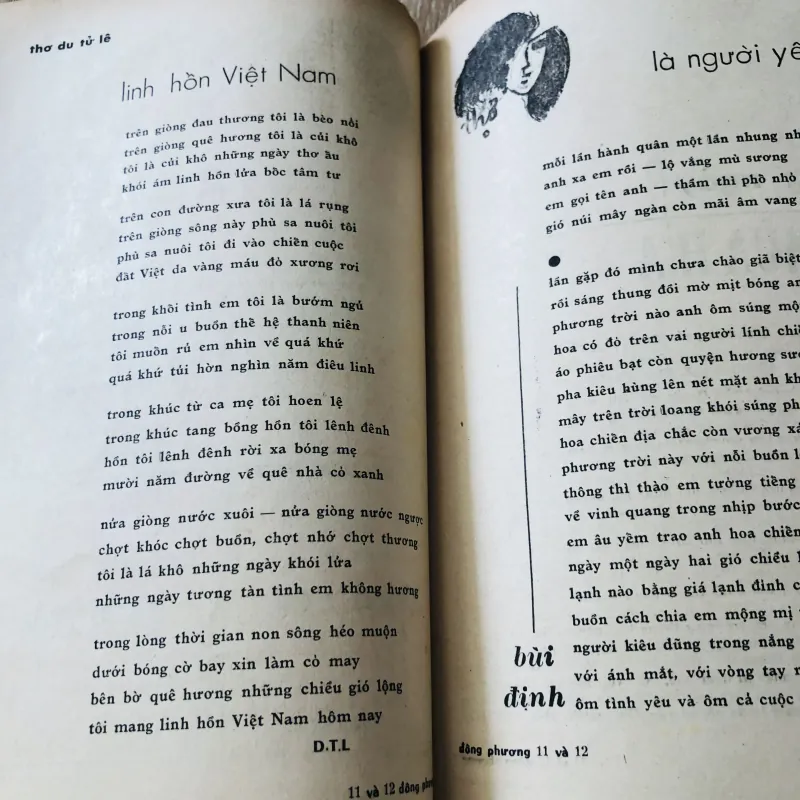 thơ du tử lê
linh hồn Việt Nam
trên giòng đau thương tôi là bèo nổi
trên giòng quê hương tôi là củi khô
tôi là củi khô những ngày thơ ấu
khói ám linh hồn lửa bốc tâm tư
trên con đường xưa tôi là lá rụng
trên giòng sông này phù sa nuôi tôi
phù sa nuôi tôi đi vào chiến cuộc
đất Việt da vàng máu đỏ xương rơi
trong khối tình em tôi là bướm ngủ
trong nỗi u buồn thế hệ thanh niên
tôi muốn rủ em nhìn về quá khứ
quá khứ tủi hờn nghìn năm điêu linh
trong khúc từ ca mẹ tôi hoen lệ
trong khúc tang bồng hồn tôi lênh đênh
hồn tôi lênh đênh rời xa bóng mẹ
mười năm đường về quê nhà cỏ xanh
nửa giòng nước xuôi — nửa giòng nước ngược
chợt khóc chợt buồn, chợt nhớ chợt thương
tôi là lá khô những ngày khói lửa
những ngày tương tàn tình em không hương
trong lòng thời gian non sông héo muộn
dưới bóng cờ bay xin làm cỏ may
bên bờ quê hương những chiều gió lộng
tôi mang linh hồn Việt Nam hôm nay
D.T.L
11 và 12 đông
là người yê
mỗi lần hành quân một lần nhung nh
anh xa em rồi — lộ vắng mù sương
em gọi tên anh — thầm thì phố nhỏ
gió núi mây ngàn còn mãi âm vang
lần gặp đó mình chưa chào giã biệt
rồi sáng thung đồi mờ mịt bóng an
phương trời nào anh ôm súng mộ
hoa có đỏ trên vai người lính chiế
áo phiêu bạt còn quyện hương sư
pha kiêu hùng lên nét mặt anh kh
mây trên trời loang khói súng ph
hoa chiến địa chắc còn vương xá
phương trời này với nỗi buồn l
thông thì thào em tưởng tiếng
về vinh quang trong nhịp bước
em âu yếm trao anh hoa chiến
ngày một ngày hai gió chiều l
lạnh nào bằng giá lạnh đỉnh c
buồn cách chia em mộng mị
người kiêu dũng trong nắng
với ánh mắt, với vòng tay r
ôm tình yêu và ôm cả cuộc
bùi
định
đông phương 11 và 12